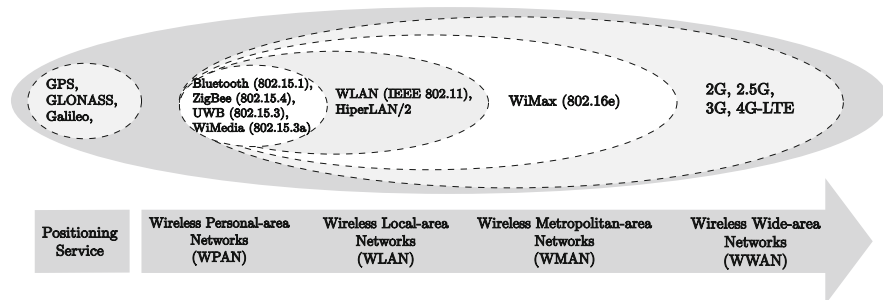 GPS,
GLONASS,
Galileo,
Bluetooth (802.15.1),
ZigBee (802.15.4),
UWB (802.15.3),
WiMedia (802.15.3a)
WLAN (IEEE 802.11),
HiperLAN/2
WiMax (802.16e)
2G, 2.5G,
3G, 4G-LTE
Positioning
Service
Wireless Personal-area
Networks
(WPAN)
Wireless Local-area
Networks
(WLAN)
Wireless Metropolitan-area
Networks
(WMAN)
Wireless Wide-area
Networks
(WWAN)